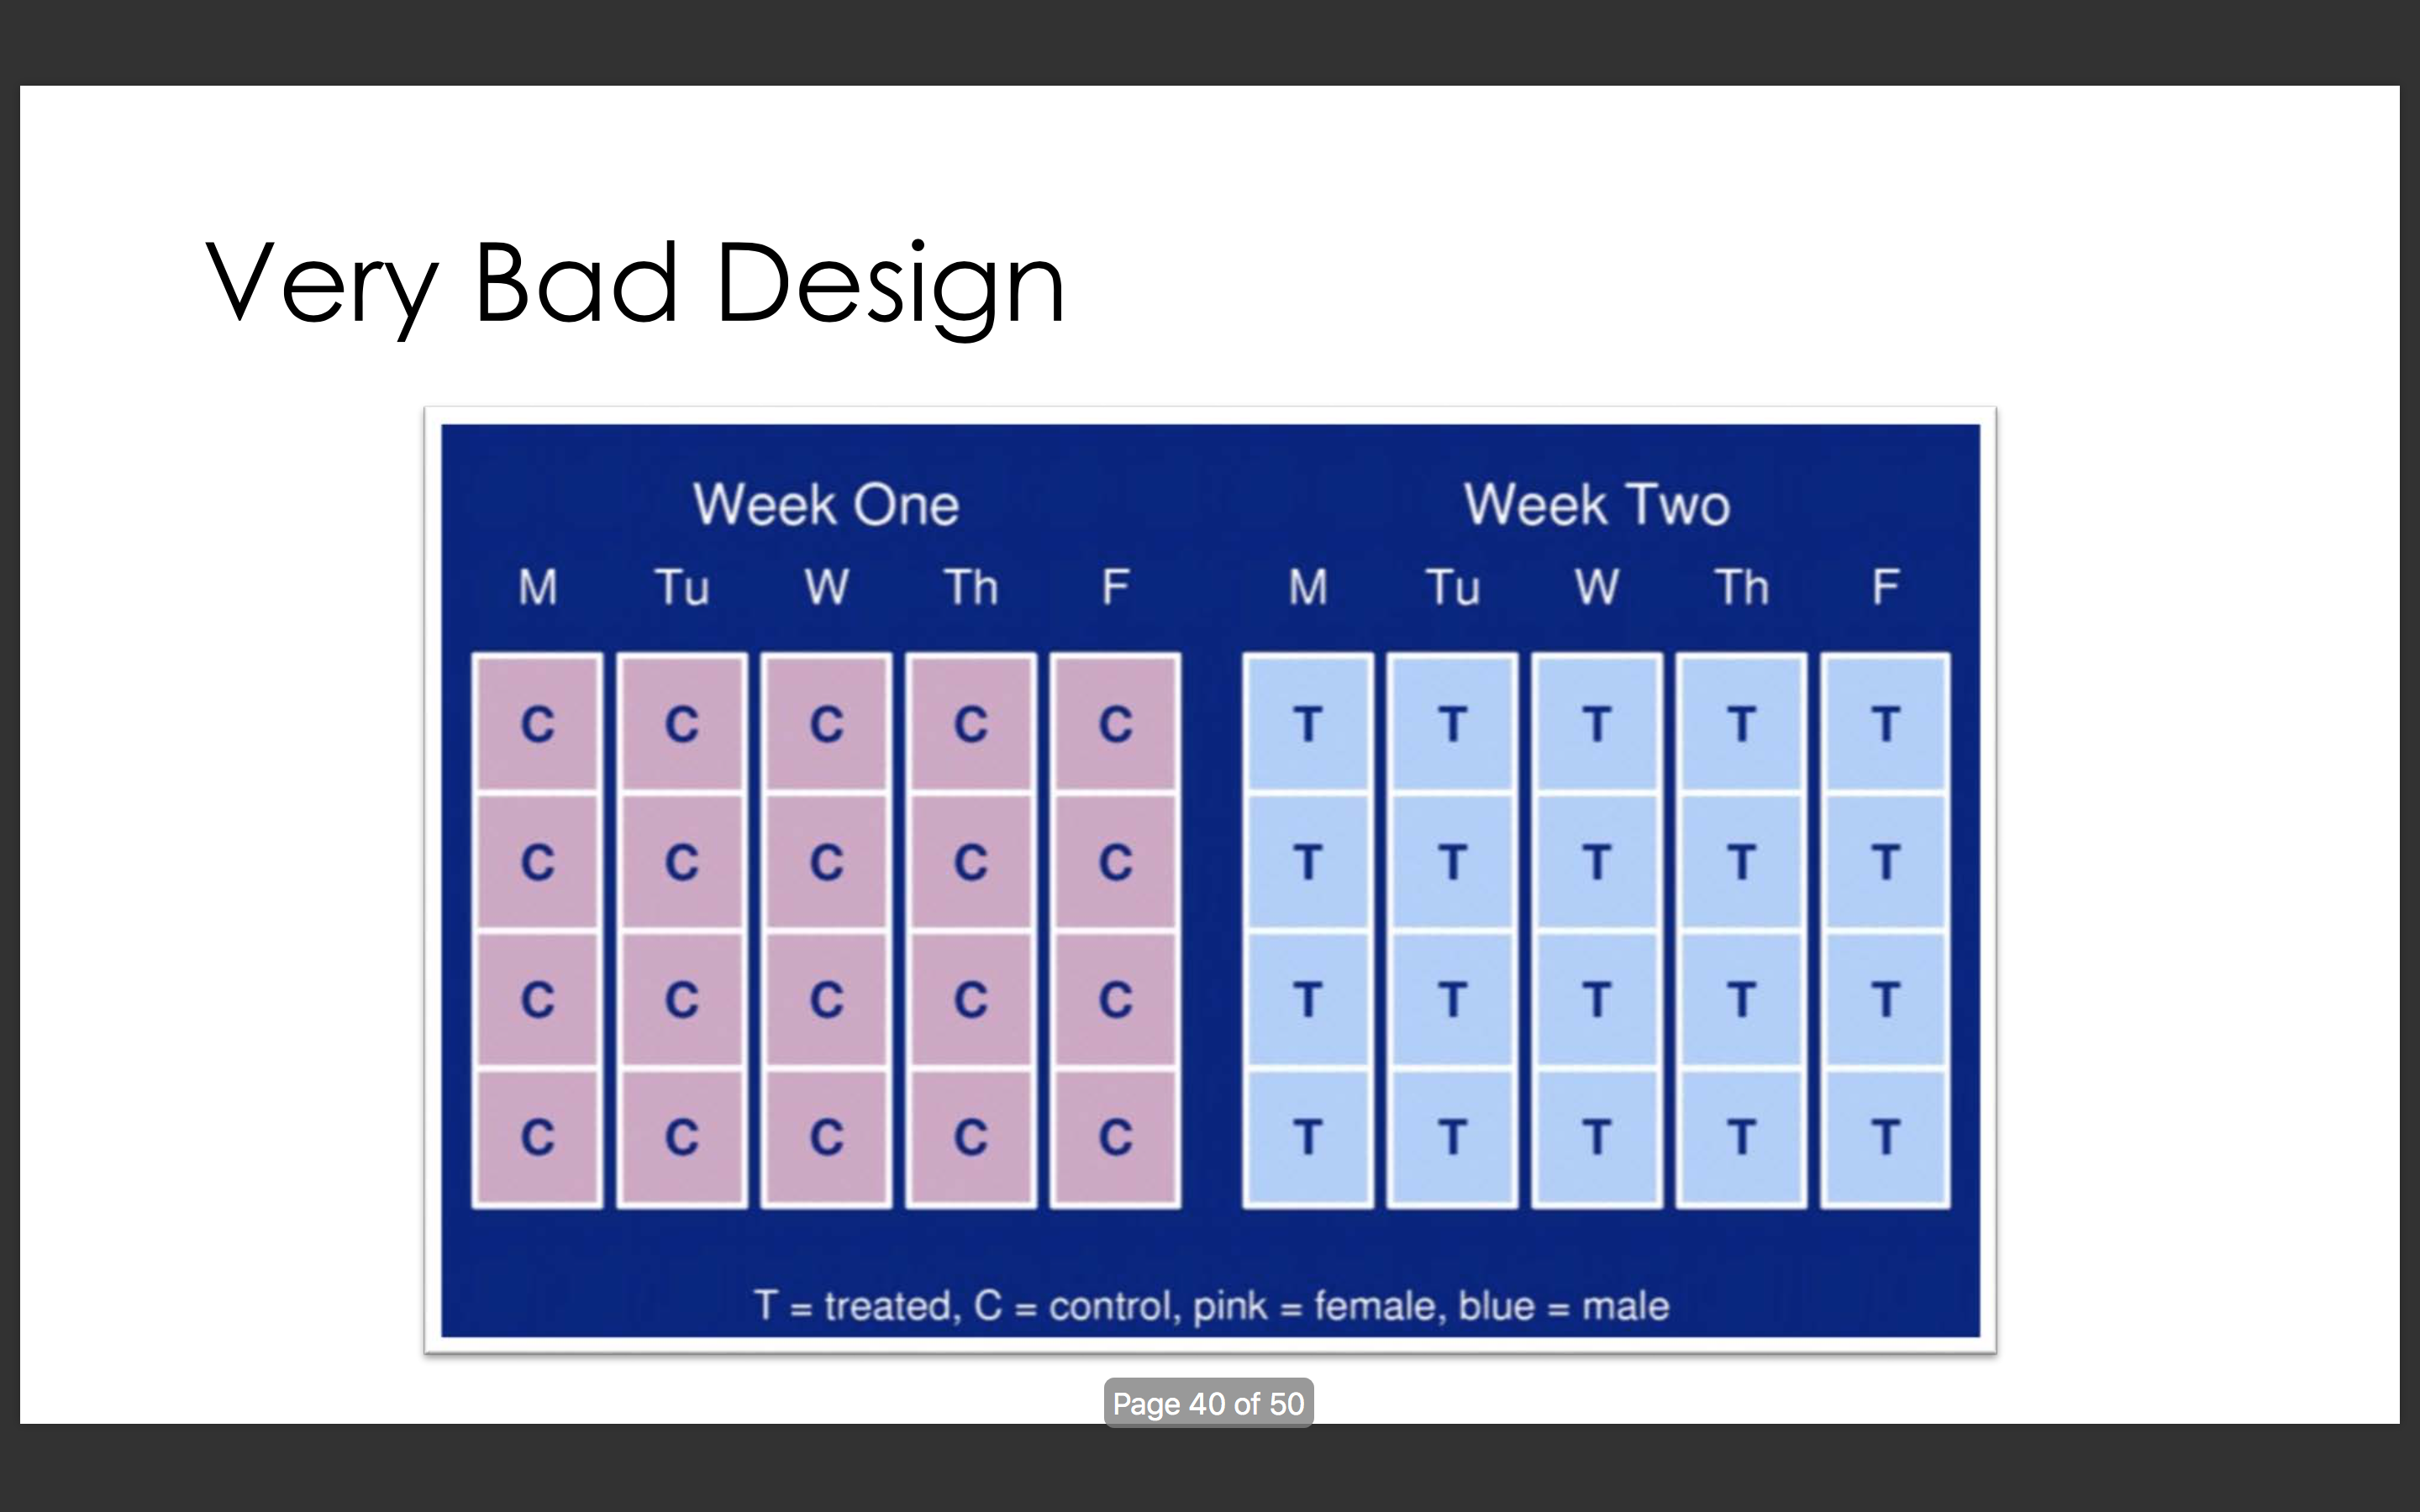 Very Bad Design
Week One Week Two
M Tu W Th F M Tu W Th F
C C C C C T T T T T
C C C C C T T T T T
C C C C C T T T T T
C C C C C T T T T T
T = treated, C = control, pink = female, blue = male
Page 40 of 50